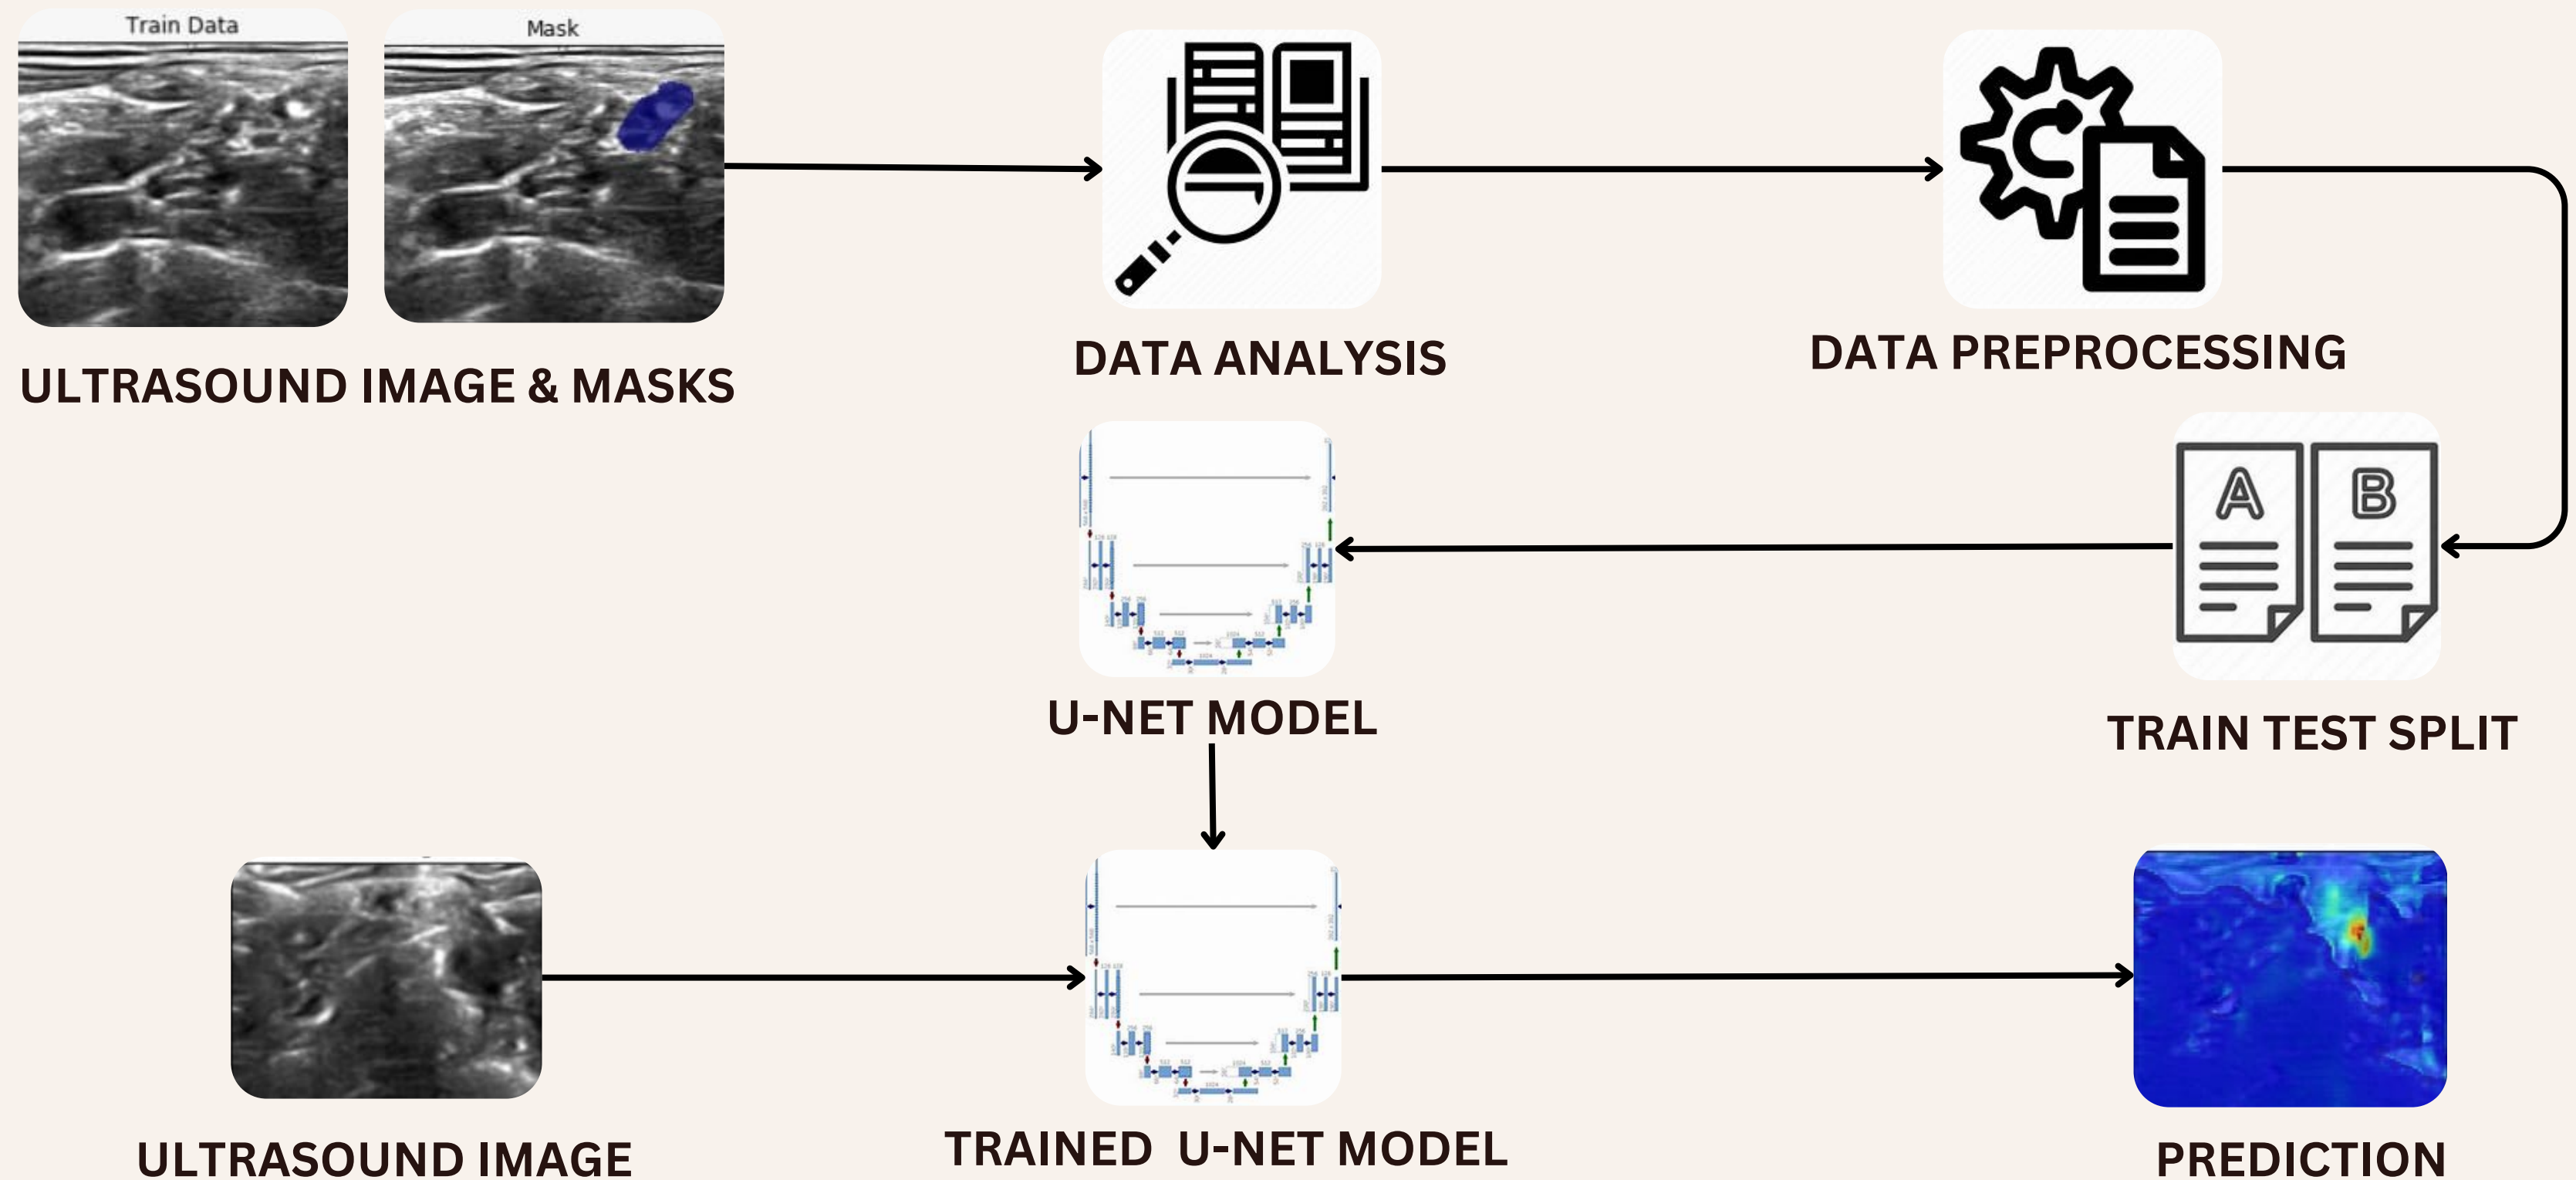 Train Data
Mask
ULTRASOUND IMAGE & MASKS
DATA ANALYSIS
DATA PREPROCESSING
A B
U-NET MODEL
TRAIN TEST SPLIT
ULTRASOUND IMAGE
TRAINED U-NET MODEL
PREDICTION